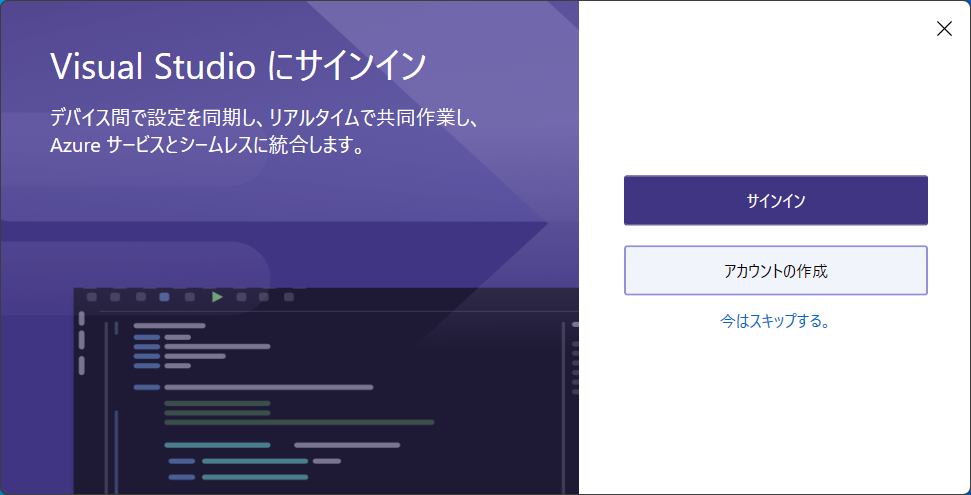 Visual Studio にサインイン
デバイス間で設定を同期し、リアルタイムで共同作業し、
Azure サービスとシームレスに統合します。
サインイン
アカウントの作成
今はスキップする。